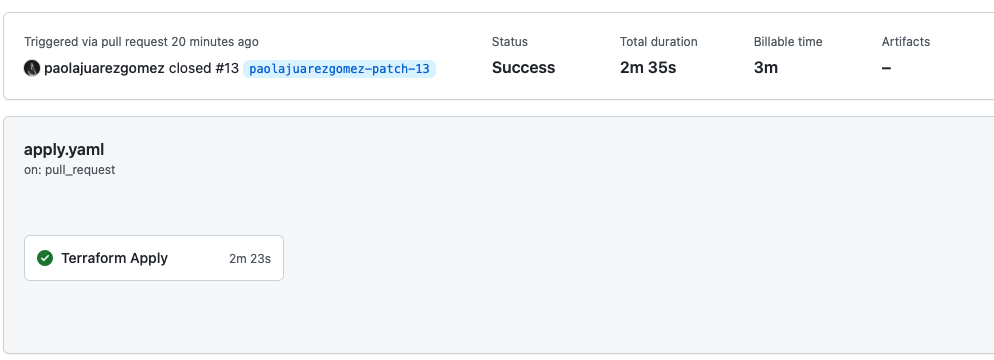 Triggered via pull request 20 minutes ago
paolajuarezgomez closed #13 paolajuarezgomez-patch-13
Status
Success
Total duration
2m 35s
Billable time
3m
Artifacts
–
apply.yaml
on: pull_request
Terraform Apply 2m 23s